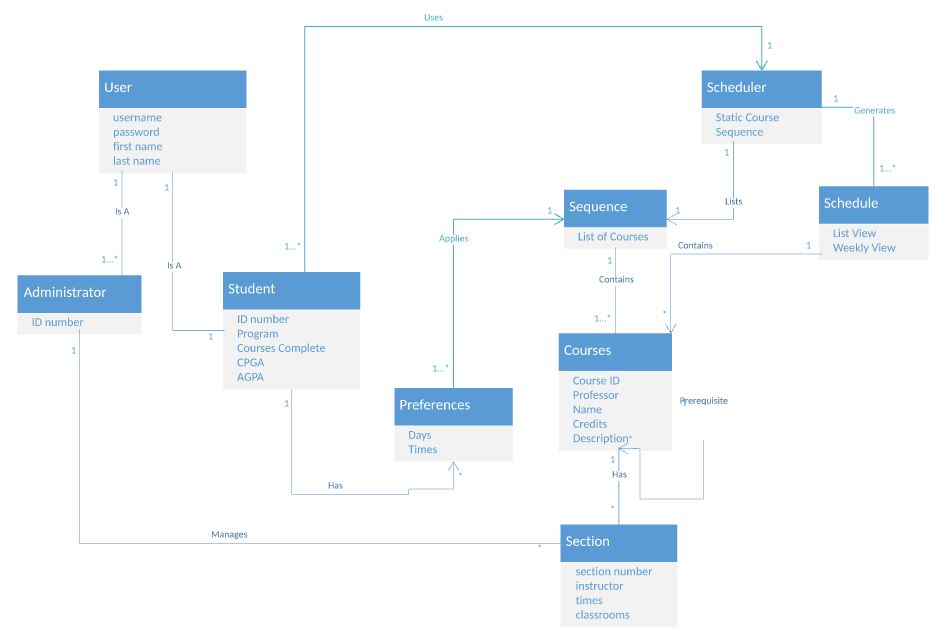 Uses
1
User
username
password
first name
last name
Scheduler
Static Course
Sequence
1
Generates
1
1...*
1
Is A
1
Is A
1...*
1
Lists
1
Sequence
List of Courses
1
Schedule
List View
Weekly View
Applies
1...*
Contains
1
1
Contains
1...*
*
Administrator
ID number
1
Student
ID number
Program
Courses Complete
CPGA
AGPA
1
1
1...*
Preferences
Days
Times
*
Courses
Course ID
Professor
Name
Credits
Description*
Prerequisite
1
1
Has
*
Has
Manages
*
Section
section number
instructor
times
classrooms